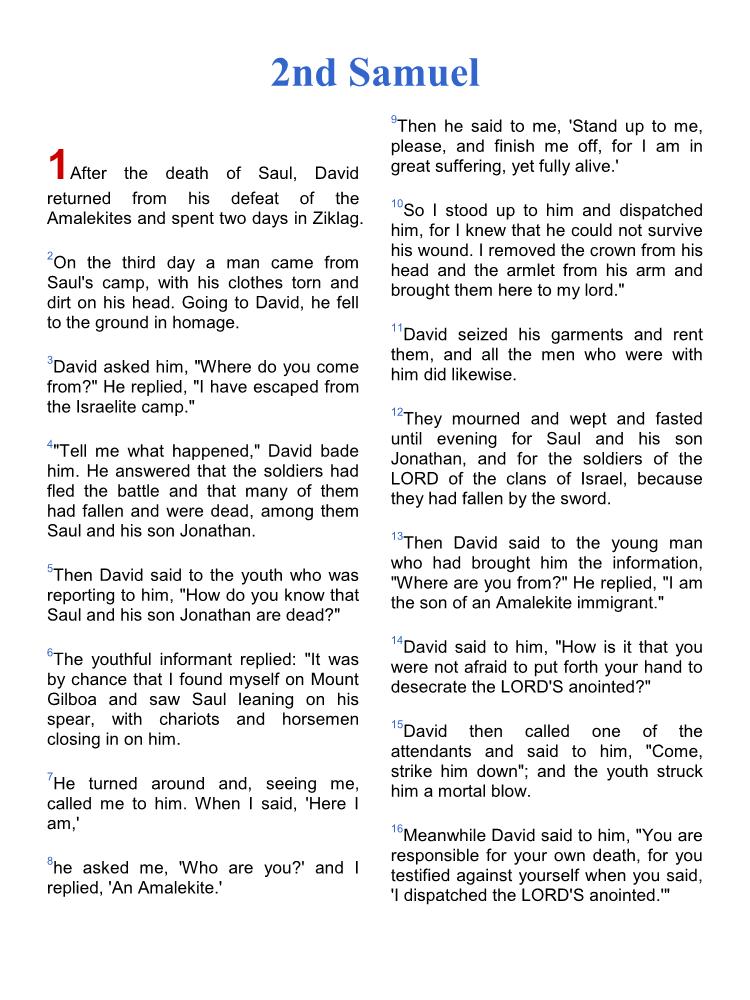 2nd Samuel
1After the death of Saul, David
returned from his defeat of the
Amalekites and spent two days in Ziklag.
2On the third day a man came from
Saul's camp, with his clothes torn and
dirt on his head. Going to David, he fell
to the ground in homage.
3David asked him, "Where do you come
from?" He replied, "I have escaped from
the Israelite camp."
4"Tell me what happened," David bade
him. He answered that the soldiers had
fled the battle and that many of them
had fallen and were dead, among them
Saul and his son Jonathan.
5Then David said to the youth who was
reporting to him, "How do you know that
Saul and his son Jonathan are dead?"
6The youthful informant replied: "It was
by chance that I found myself on Mount
Gilboa and saw Saul leaning on his
spear, with chariots and horsemen
closing in on him.
7He turned around and, seeing me,
called me to him. When I said, 'Here I
am,'
8he asked me, 'Who are you?' and I
replied, 'An Amalekite.'
9Then he said to me, 'Stand up to me,
please, and finish me off, for I am in
great suffering, yet fully alive.'
10So I stood up to him and dispatched
him, for I knew that he could not survive
his wound. I removed the crown from his
head and the armlet from his arm and
brought them here to my lord."
11David seized his garments and rent
them, and all the men who were with
him did likewise.
12They mourned and wept and fasted
until evening for Saul and his son
Jonathan, and for the soldiers of the
LORD of the clans of Israel, because
they had fallen by the sword.
13Then David said to the young man
who had brought him the information,
"Where are you from?" He replied, "I am
the son of an Amalekite immigrant."
14David said to him, "How is it that you
were not afraid to put forth your hand to
desecrate the LORD'S anointed?"
15David then called one of the
attendants and said to him, "Come,
strike him down"; and the youth struck
him a mortal blow.
16Meanwhile David said to him, "You are
responsible for your own death, for you
testified against yourself when you said,
'I dispatched the LORD'S anointed.'"